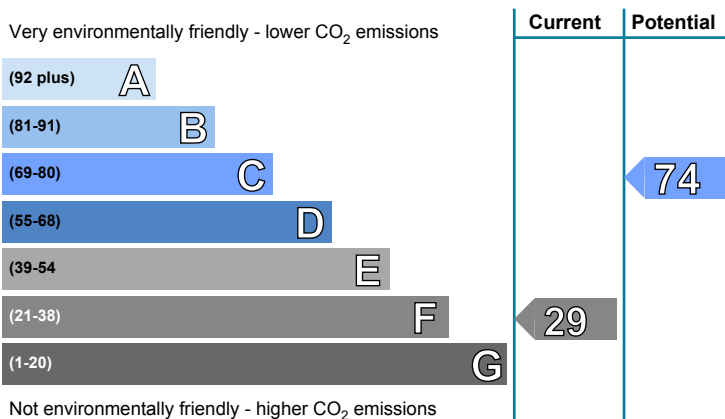 Current Potential
Very environmentally friendly - lower CO2 emissions
(92 plus) A
(81-91) B
(69-80) C
74
(55-68) D
(39-54 E
(21-38) F
29
(1-20) G
Not environmentally friendly - higher CO2 emissions